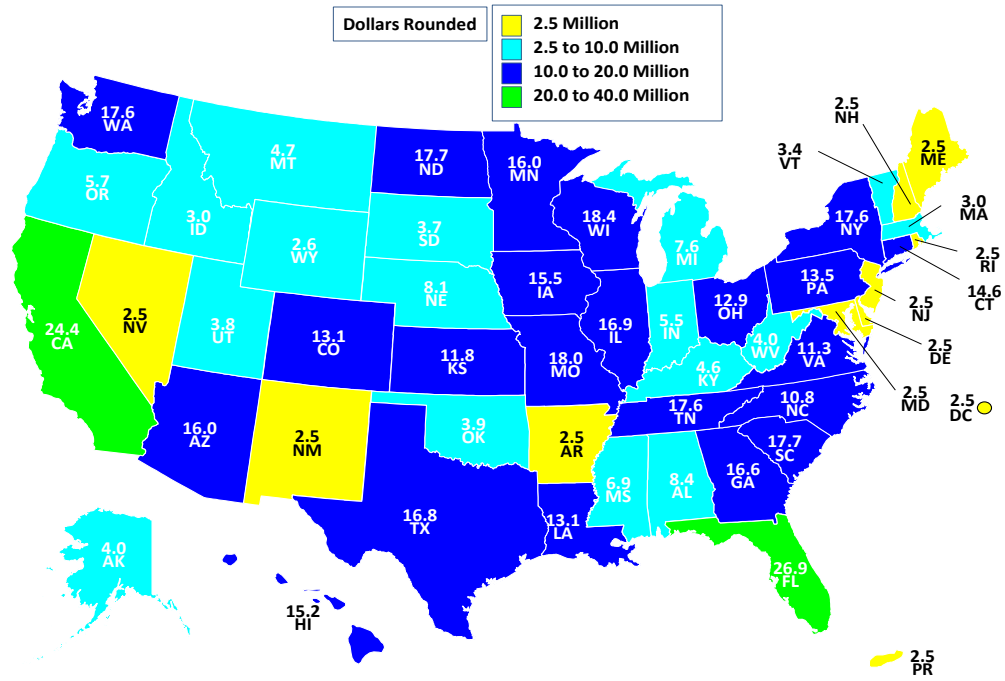 Dollars Rounded
2.5 Million
2.5 to 10.0 Million
10.0 to 20.0 Million
20.0 to 40.0 Million
17.6
WA
4.7
MT
17.7
ND
16.0
MN
2.5
NH
2.5
ME
3.4
VT
5.7
OR
3.0
ID
2.6
WY
3.7
SD
18.4
WI
7.6
MI
17.6
NY
3.0
MA
2.5
RI
14.6
CT
24.4
CA
2.5
NV
3.8
UT
13.1
CO
8.1
NE
15.5
IA
16.9
IL
5.5
IN
12.9
OH
13.5
PA
2.5
NJ
2.5
DE
2.5
MD
2.5
DC
11.8
KS
18.0
MO
4.6
KY
4.0
WV
11.3
VA
16.0
AZ
2.5
NM
3.9
OK
2.5
AR
17.6
TN
10.8
NC
17.7
SC
16.8
TX
13.1
LA
6.9
MS
8.4
AL
16.6
GA
26.9
FL
4.0
AK
15.2
HI
2.5
PR